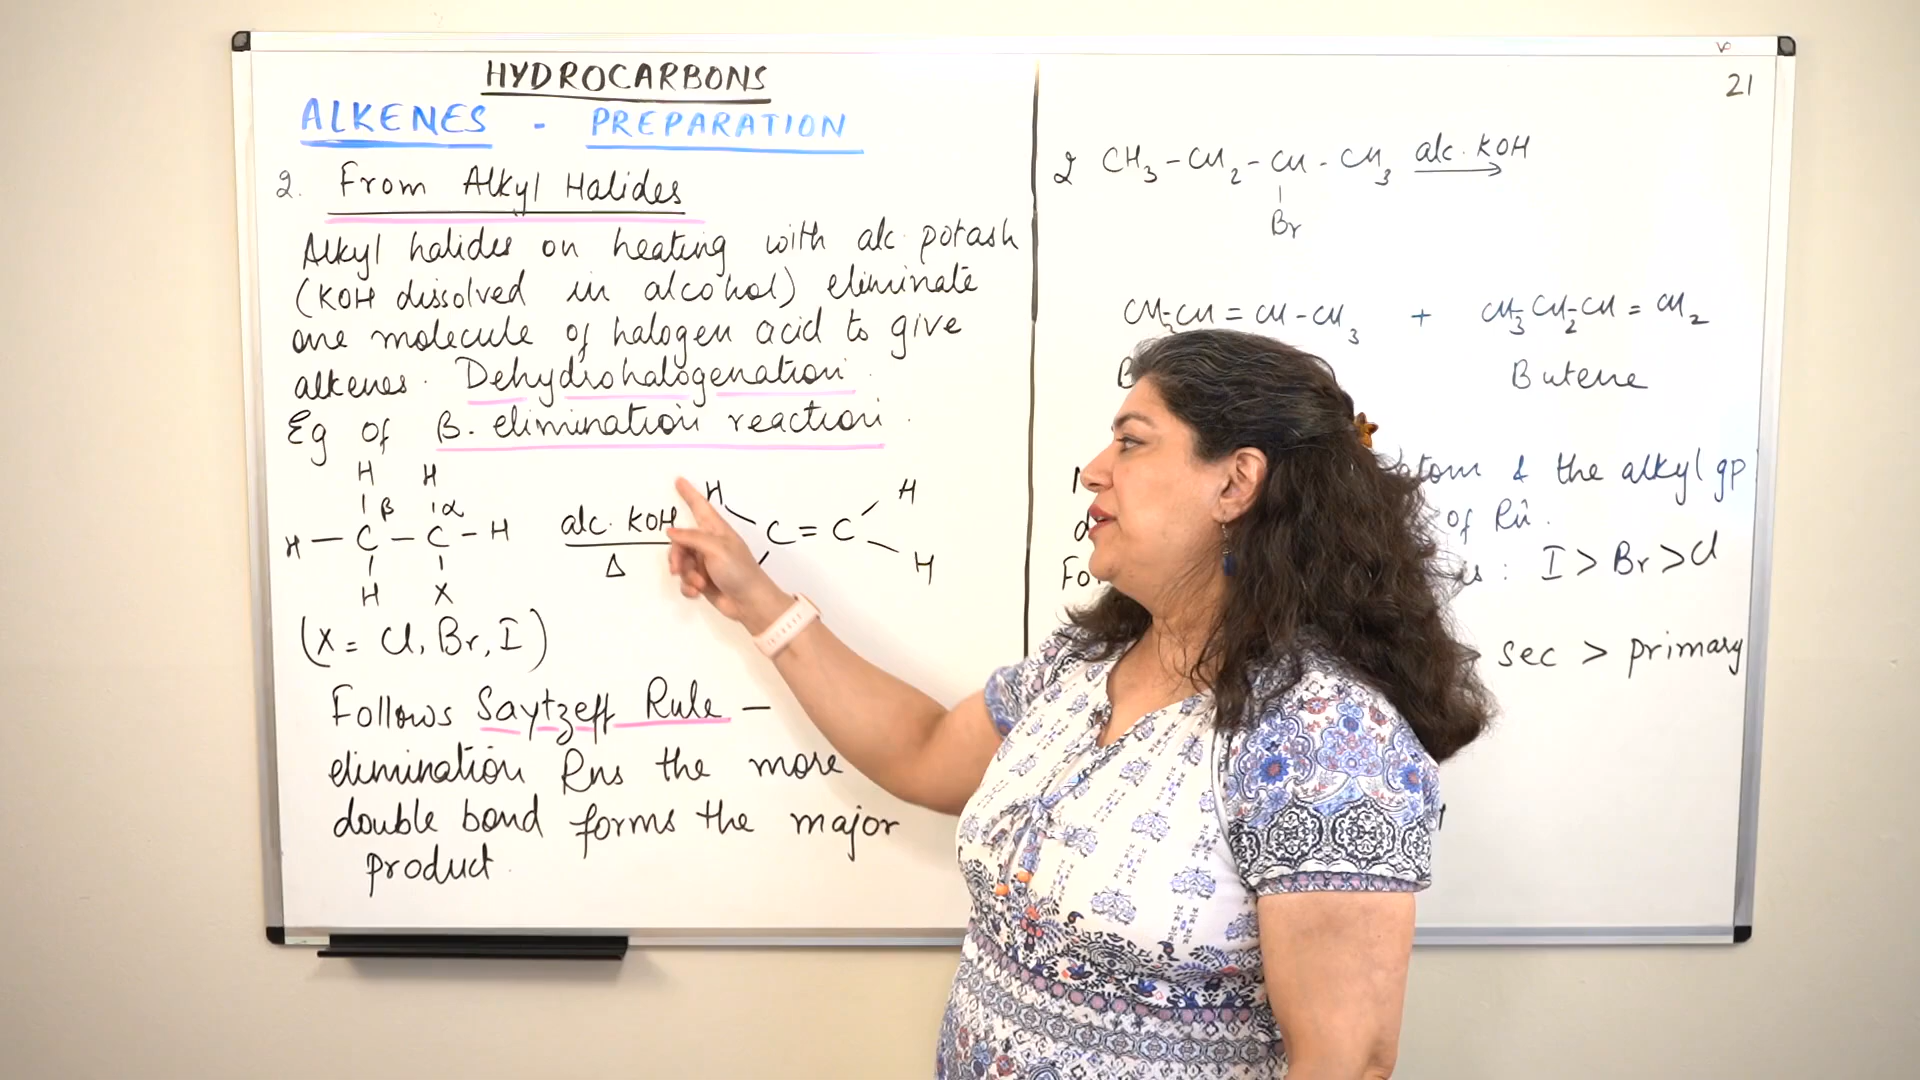 HYDROCARBONS
ALKENES - PREPARATION
2. From Alkyl Halides
Alkyl halides on heating with alc. potash
(KOH dissolved in alcohol) eliminate
one molecule of halogen acid to give
alkenes. Dehydrohalogenation.
Eg of β. elimination reaction.
H H
β α
H - C - C - H
H X
alc. KOH
Δ
H H
C = C
H
(X = Cl, Br, I)
Follows Saytzeff Rule -
elimination Rns the more
double bond forms the major
product.
21
2 CH3 - CH2 - CH - CH3 alc. KOH
Br
CH3-CH = CH - CH3 + CH3-CH2-CH = CH2
B
Butene
atom & the alkyl gp
of Rn.
Fo
is : I > Br > Cl
sec > primary